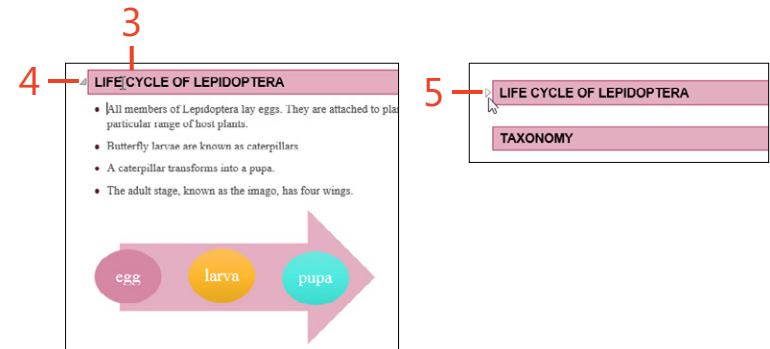 3
4
LIFE CYCLE OF LEPIDOPTERA
• All members of Lepidoptera lay eggs. They are attached to
particular range of host plants.
• Butterfly larvae are known as caterpillars.
• A caterpillar transforms into a pupa.
• The adult stage, known as the imago, has four wings.
egg
larva
pupa
5
LIFE CYCLE OF LEPIDOPTERA
TAXONOMY